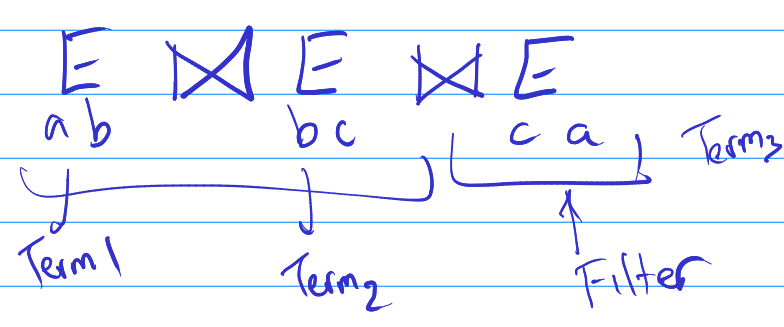 E ⋈ E ⋈ E
a b b c c a Term3
Term1 Term2 Filter